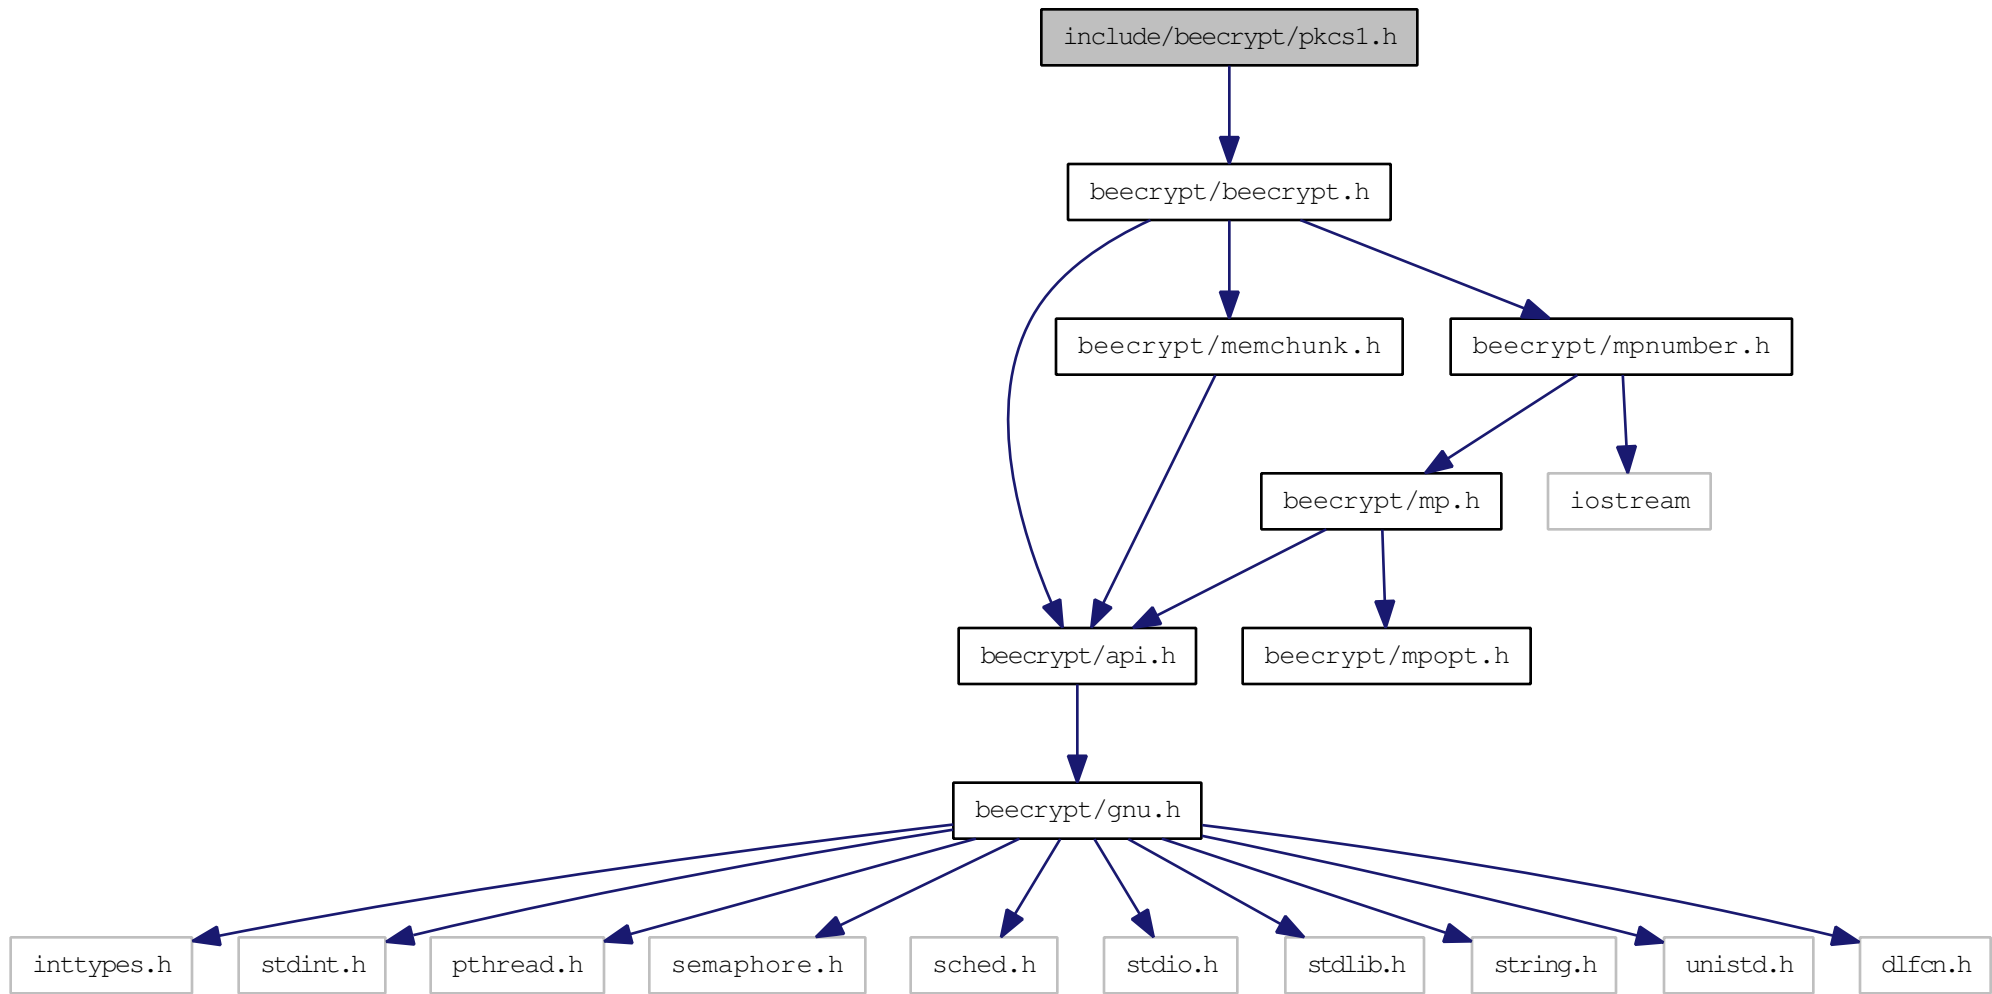 include/beecrypt/pkcs1.h
beecrypt/beecrypt.h
beecrypt/memchunk.h
beecrypt/mpnumber.h
beecrypt/mp.h
iostream
beecrypt/api.h
beecrypt/mpopt.h
beecrypt/gnu.h
inttypes.h
stdint.h
pthread.h
semaphore.h
sched.h
stdio.h
stdlib.h
string.h
unistd.h
dlfcn.h